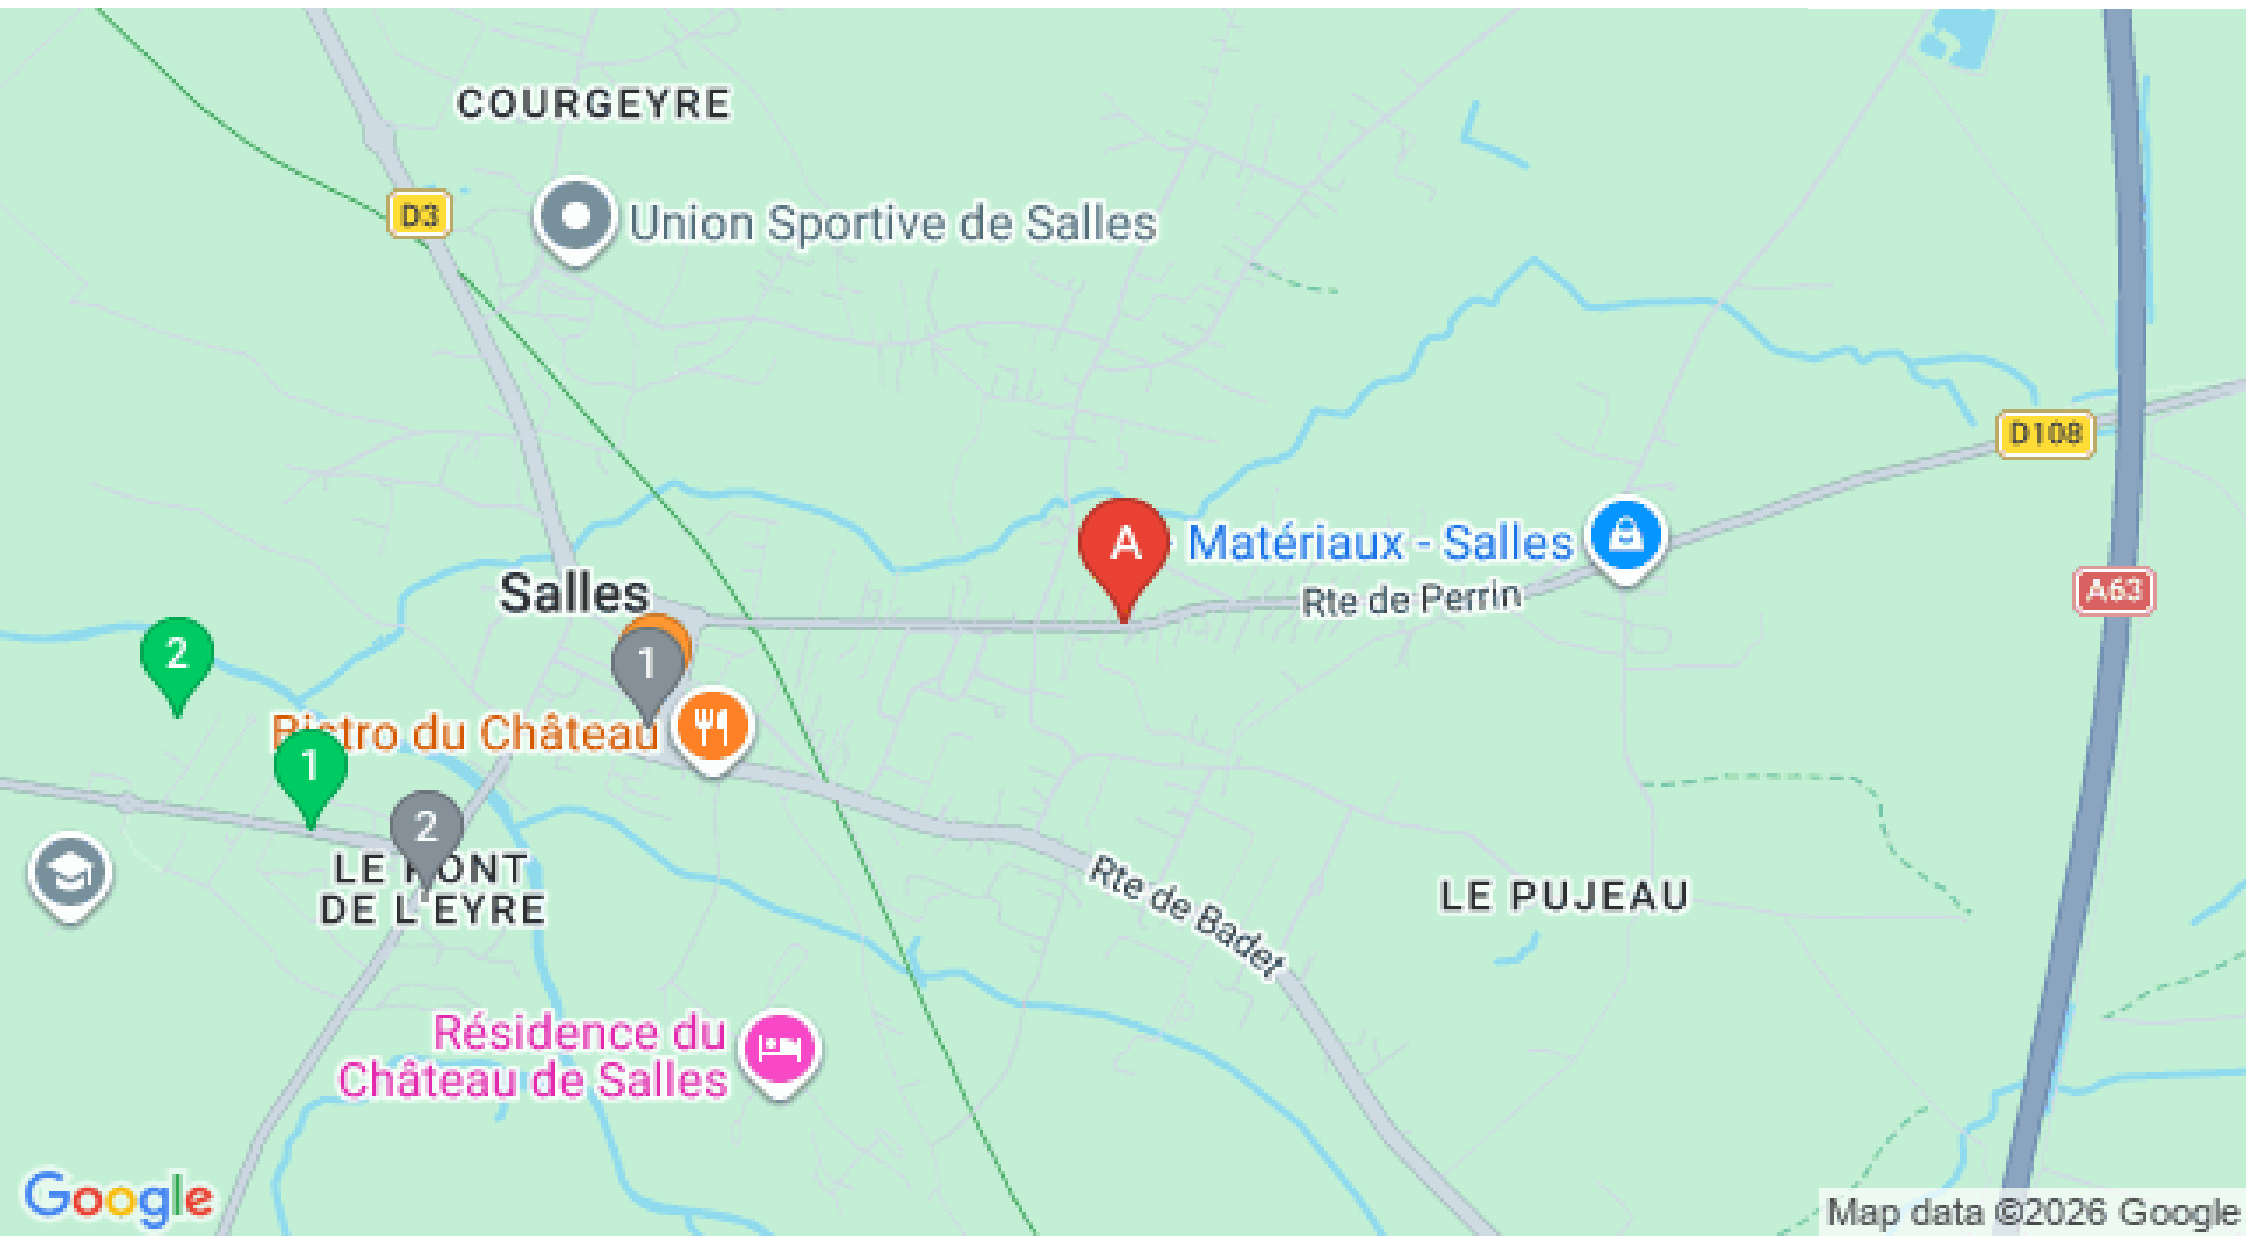 COURGEYRE
D3
Union Sportive de Salles
D108
A
Matériaux - Salles
Salles
Rte de Perrin
A63
2
1
Bistro du Château
1
2
LE PONT
DE L'EYRE
Rte de Badet
LE PUJEAU
Résidence du
Château de Salles
Google
Map data ©2026 Google